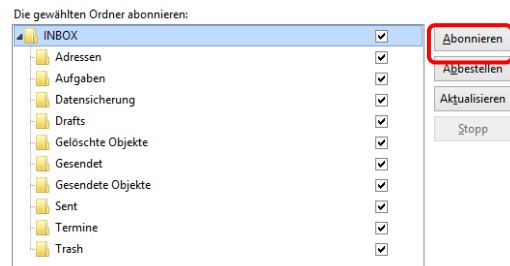 Die gewählten Ordner abonnieren:
INBOX
Adressen
Aufgaben
Datensicherung
Drafts
Gelöschte Objekte
Gesendet
Gesendete Objekte
Sent
Termine
Trash
Abonnieren
Abbestellen
Aktualisieren
Stopp